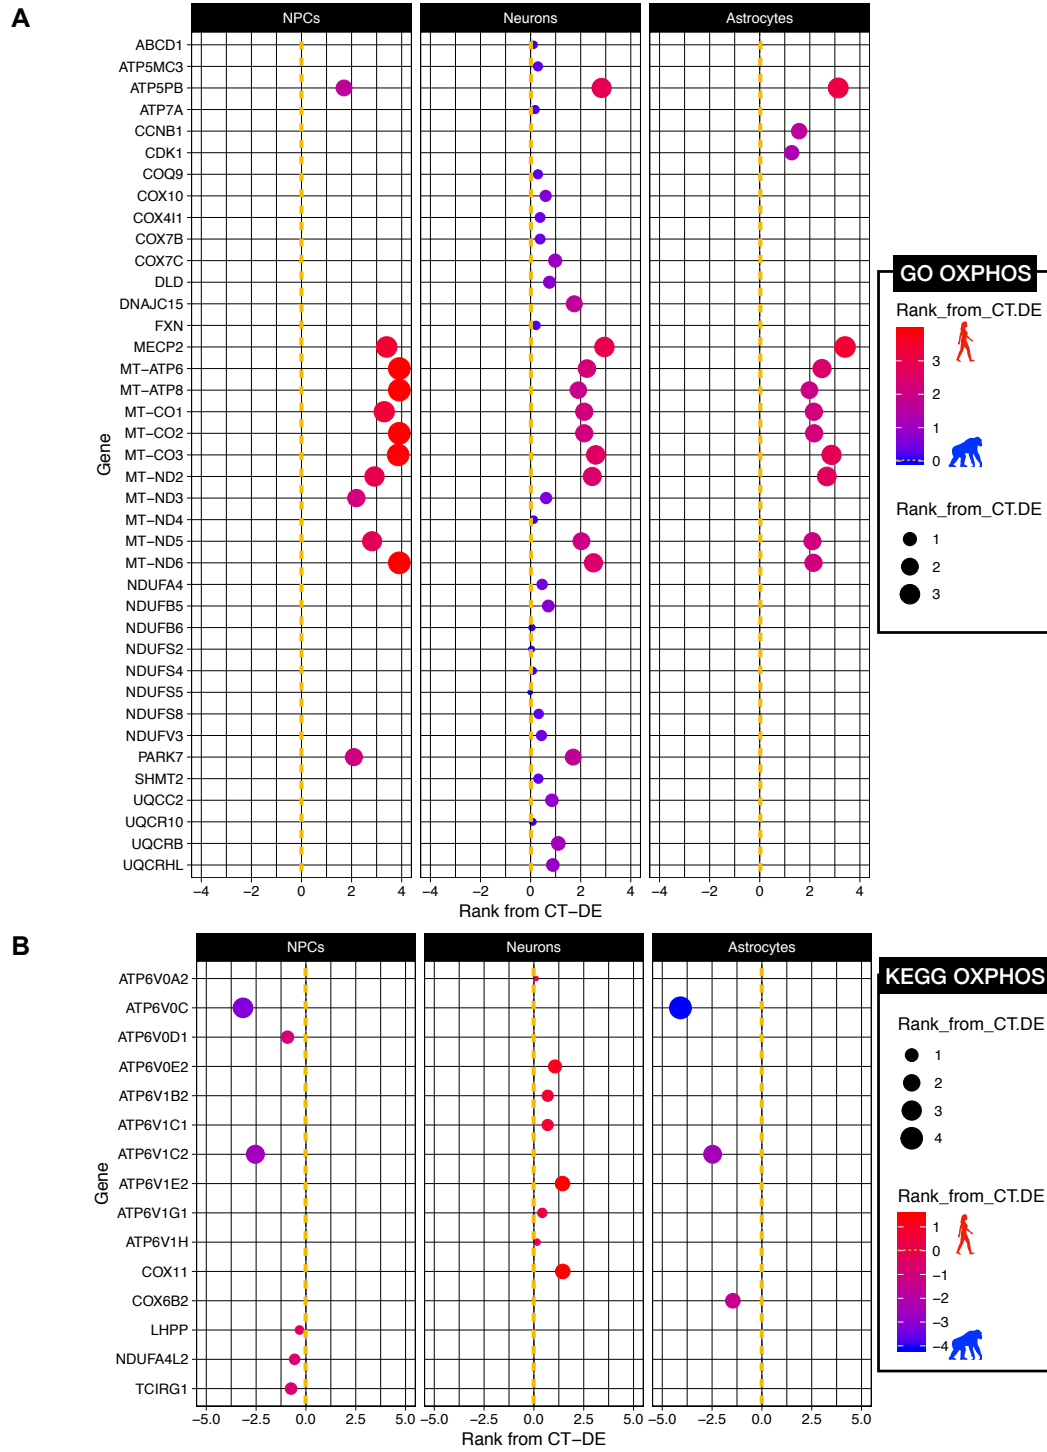 A
NPCs
Neurons
Astrocytes
Gene
ABCD1
ATP5MC3
ATP5PB
ATP7A
CCNB1
CDK1
COQ9
COX10
COX4I1
COX7B
COX7C
DLD
DNAJC15
FXN
MECP2
MT−ATP6
MT−ATP8
MT−CO1
MT−CO2
MT−CO3
MT−ND2
MT−ND3
MT−ND4
MT−ND5
MT−ND6
NDUFA4
NDUFB5
NDUFB6
NDUFS2
NDUFS4
NDUFS5
NDUFS8
NDUFV3
PARK7
SHMT2
UQCC2
UQCR10
UQCRB
UQCRHL
−4 −2 0 2 4 −4 −2 0 2 4 −4 −2 0 2 4
Rank from CT−DE
GO OXPHOS
Rank_from_CT.DE
3
2
1
0
Rank_from_CT.DE
1
2
3
B
NPCs
Neurons
Astrocytes
Gene
ATP6V0A2
ATP6V0C
ATP6V0D1
ATP6V0E2
ATP6V1B2
ATP6V1C1
ATP6V1C2
ATP6V1E2
ATP6V1G1
ATP6V1H
COX11
COX6B2
LHPP
NDUFA4L2
TCIRG1
−5.0 −2.5 0.0 2.5 5.0 −5.0 −2.5 0.0 2.5 5.0 −5.0 −2.5 0.0 2.5 5.0
Rank from CT−DE
KEGG OXPHOS
Rank_from_CT.DE
1
2
3
4
Rank_from_CT.DE
1
0
−1
−2
−3
−4